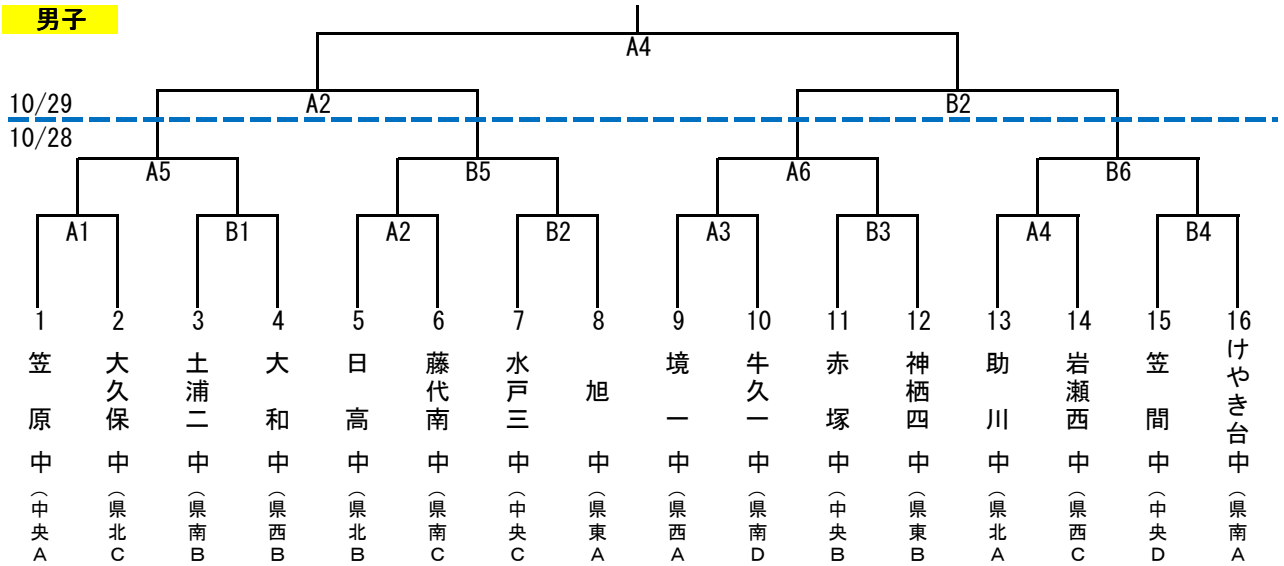 男子
A4
10/29
A2
B2
10/28
A5
B5
A6
B6
A1
B1
A2
B2
A3
B3
A4
B4
1
2
3
4
5
6
7
8
9
10
11
12
13
14
15
16
笠原中（中央A
大久保中（県北C
土浦二中（県南B
大和中（県西B
日高中（県北B
藤代南中（県南C
水戸三中（中央C
旭中（県東A
境一中（県西A
牛久一中（県南D
赤塚中（中央B
神栖四中（県東B
助川中（県北A
岩瀬西中（県西C
笠間中（中央D
けやき台中（県南A